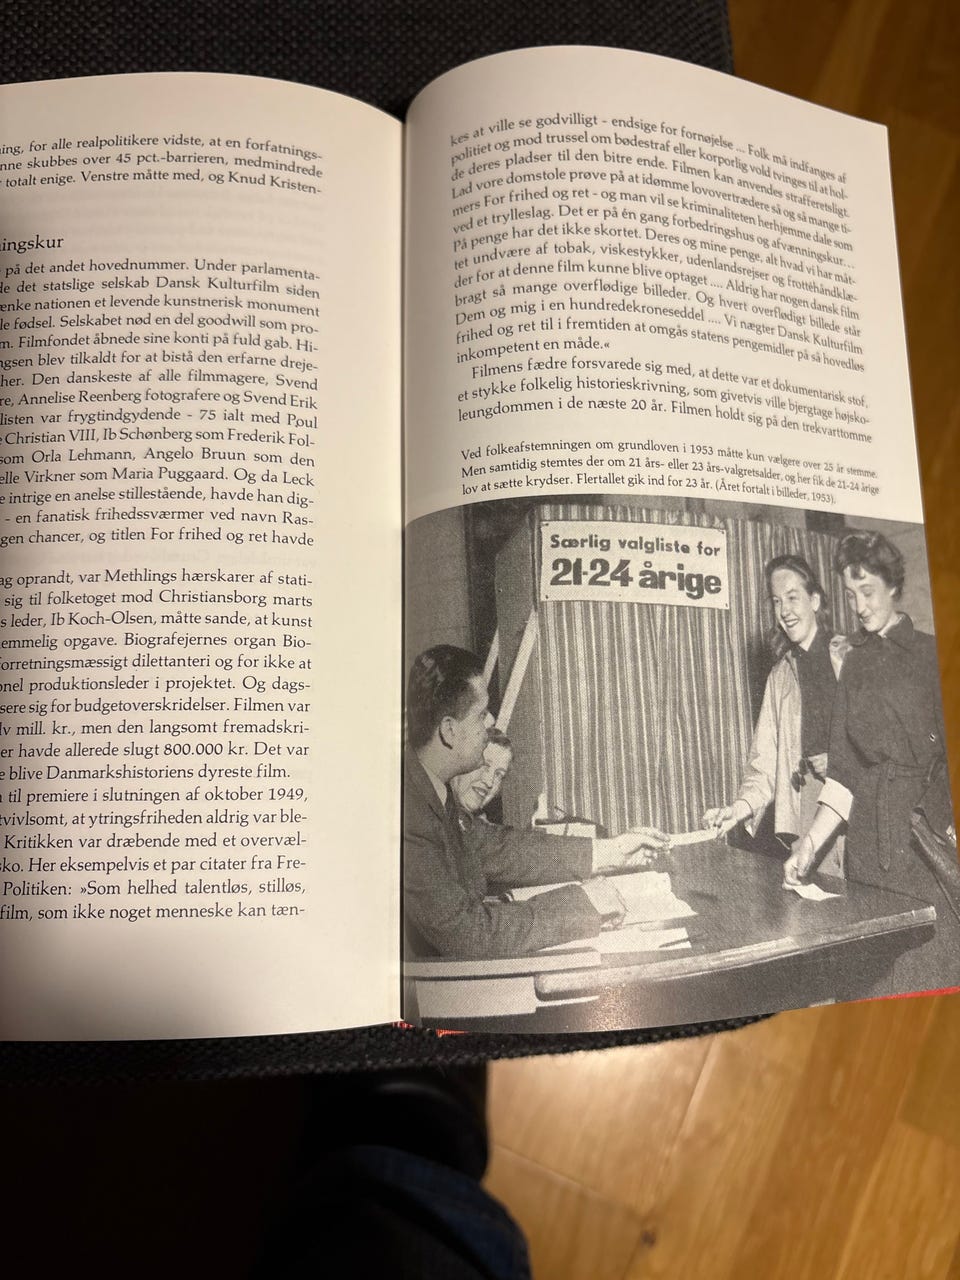 ing, for alle realpolitikere vidste, at en forfatnings-
nne skubbes over 45 pct.-barrieren, medmindrede
totalt enige. Venstre måtte med, og Knud Kristen-
ningskur
på det andet hovednummer. Under parlamenta-
de det statslige selskab Dansk Kulturfilm siden
ænke nationen et levende kunstnerisk monument
le fødsel. Selskabet nød en del goodwill som pro-
m. Filmfondet åbnede sine konti på fuld gab. Hi-
ngsen blev tilkaldt for at bistå den erfarne dreje-
her. Den danskeste af alle filmmagere, Svend
re, Annelise Reenberg fotografere og Svend Erik
listen var frygtindgydende - 75 ialt med Poul
Christian VIII, Ib Schønberg som Frederik Fol-
som Orla Lehmann, Angelo Bruun som den
elle Virkner som Maria Puggaard. Og da Leck
e intrige en anelse stillestående, havde han dig-
- en fanatisk frihedssværmer ved navn Ras-
gen chancer, og titlen For frihed og ret havde
ag oprandt, var Methlings hærskarer af stati-
sig til folketoget mod Christiansborg marts
s leder, Ib Koch-Olsen, måtte sande, at kunst
emmelig opgave. Biografejernes organ Bio-
forretningsmæssigt dilettanteri og for ikke at
onel produktionsleder i projektet. Og dags-
sere sig for budgetoverskridelser. Filmen var
lv mill. kr., men den langsomt fremadskri-
er havde allerede slugt 800.000 kr. Det var
e blive Danmarkshistoriens dyreste film.
til premiere i slutningen af oktober 1949,
tvivlsomt, at ytringsfriheden aldrig var ble-
Kritikken var dræbende med et overvæl-
sko. Her eksempelvis et par citater fra Fre-
Politiken: »Som helhed talentløs, stilløs,
film, som ikke noget menneske kan tæn-
kes at ville se godvilligt - endsige for fornøjelse ... Folk må indfanges af
politiet og mod trussel om bødestraf eller korporlig vold tvinges til at hol-
de deres pladser til den bitre ende. Filmen kan anvendes strafferetsligt.
Lad vore domstole prøve på at idømme lovovertrædere så og så mange ti-
mers For frihed og ret - og man vil se kriminaliteten herhjemme dale som
ved et trylleslag. Det er på én gang forbedringshus og afvænningskur. ..
På penge har det ikke skortet. Deres og mine penge, alt hvad vi har måt-
tet undvære af tobak, viskestykker, udenlandsrejser og frottéhåndklæ-
der for at denne film kunne blive optaget .... Aldrig har nogen dansk film
bragt så mange overflødige billeder. Og hvert overflødigt billede står
Dem og mig i en hundredekroneseddel .... Vi nægter Dansk Kulturfilm
frihed og ret til i fremtiden at omgås statens pengemidler på så hovedløs
inkompetent en måde.«
Filmens fædre forsvarede sig med, at dette var et dokumentarisk stof,
et stykke folkelig historieskrivning, som givetvis ville bjergtage højsko-
leungdommen i de næste 20 år. Filmen holdt sig på den trekvarttomme
Ved folkeafstemningen om grundloven i 1953 måtte kun vælgere over 25 år stemme.
Men samtidig stemtes der om 21 års- eller 23 års-valgretsalder, og her fik de 21-24 årige
lov at sætte krydser. Flertallet gik ind for 23 år. (Året fortalt i billeder, 1953).
Særlig valgliste for
21-24 årige